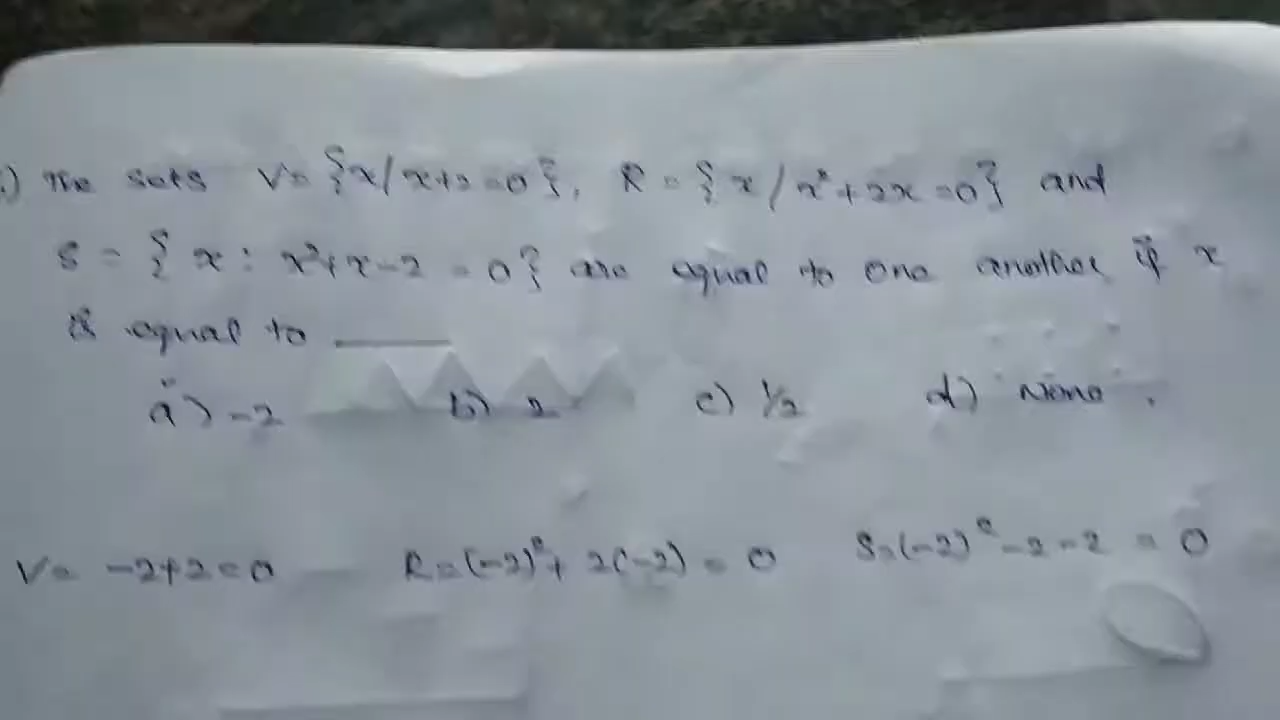 .) The sets V = {x/x+2=0}, R = {x/x²+2x=0} and
S = {x : x²+x-2 = 0} are equal to one another if x
is equal to ______
a) -2 b) 2 c) 1/2 d) None .
V = -2+2=0 R=(-2)²+ 2(-2) = 0 S=(-2)²-2-2 = 0